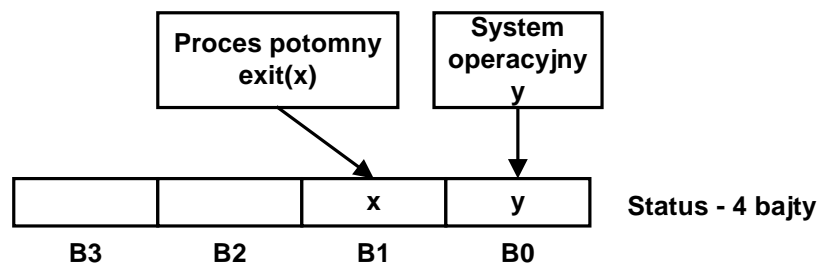 Proces potomny
exit(x)
System
operacyjny
y
x
y
Status - 4 bajty
B3
B2
B1
B0